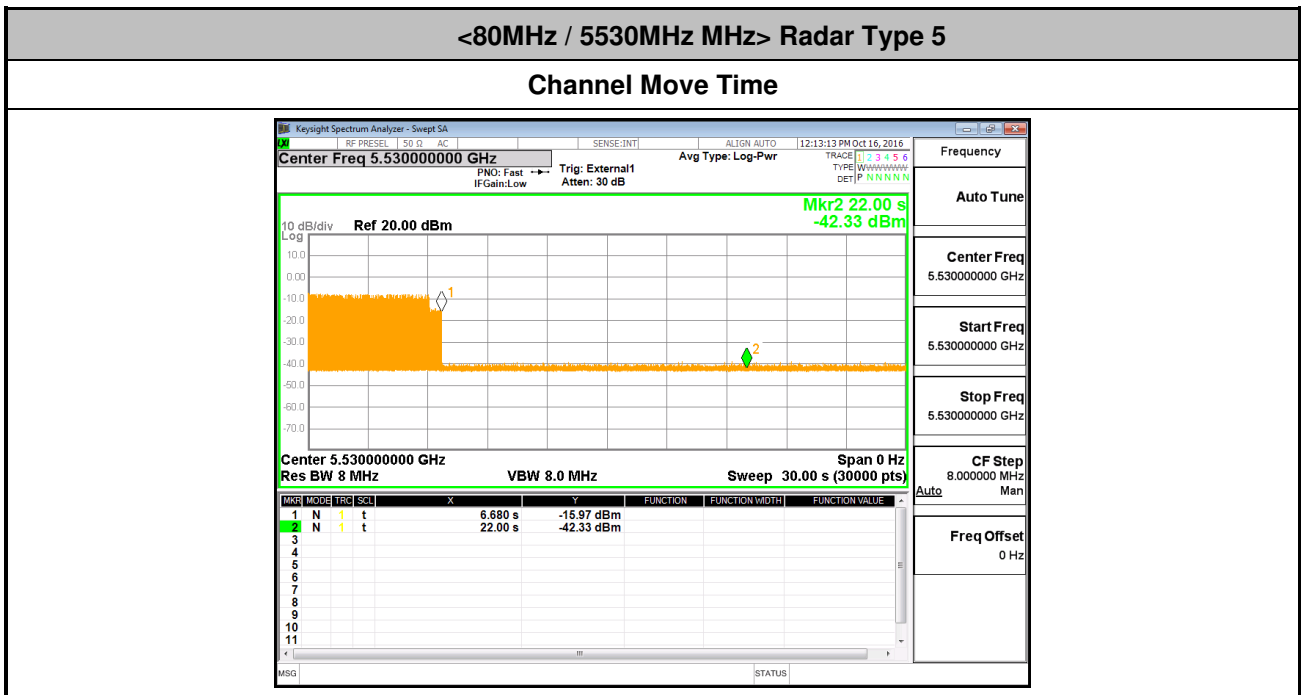 <80MHz / 5530MHz MHz> Radar Type 5
Channel Move Time
Keysight Spectrum Analyzer - Swept SA
RF PRESEL 50 Ω AC SENSE:INT ALIGN AUTO 12:13:13 PM Oct 16, 2016
Center Freq 5.530000000 GHz
PNO: Fast
IFGain:Low
Trig: External1
Atten: 30 dB
Avg Type: Log-Pwr
TRACE 1 2 3 4 5 6
TYPE WWWWWW
DET P N N N N N
Mkr2 22.00 s
-42.33 dBm
10 dB/div Ref 20.00 dBm
Log
10.0
0.00
-10.0
-20.0
-30.0
-40.0
-50.0
-60.0
-70.0
1
2
Center 5.530000000 GHz Span 0 Hz
Res BW 8 MHz VBW 8.0 MHz Sweep 30.00 s (30000 pts)
MKR MODE TRC SCL X Y FUNCTION FUNCTION WIDTH FUNCTION VALUE
1 N 1 t 6.680 s -15.97 dBm
2 N 1 t 22.00 s -42.33 dBm
3
4
5
6
7
8
9
10
11
MSG STATUS
Frequency
Auto Tune
Center Freq
5.530000000 GHz
Start Freq
5.530000000 GHz
Stop Freq
5.530000000 GHz
CF Step
8.000000 MHz
Auto Man
Freq Offset
0 Hz